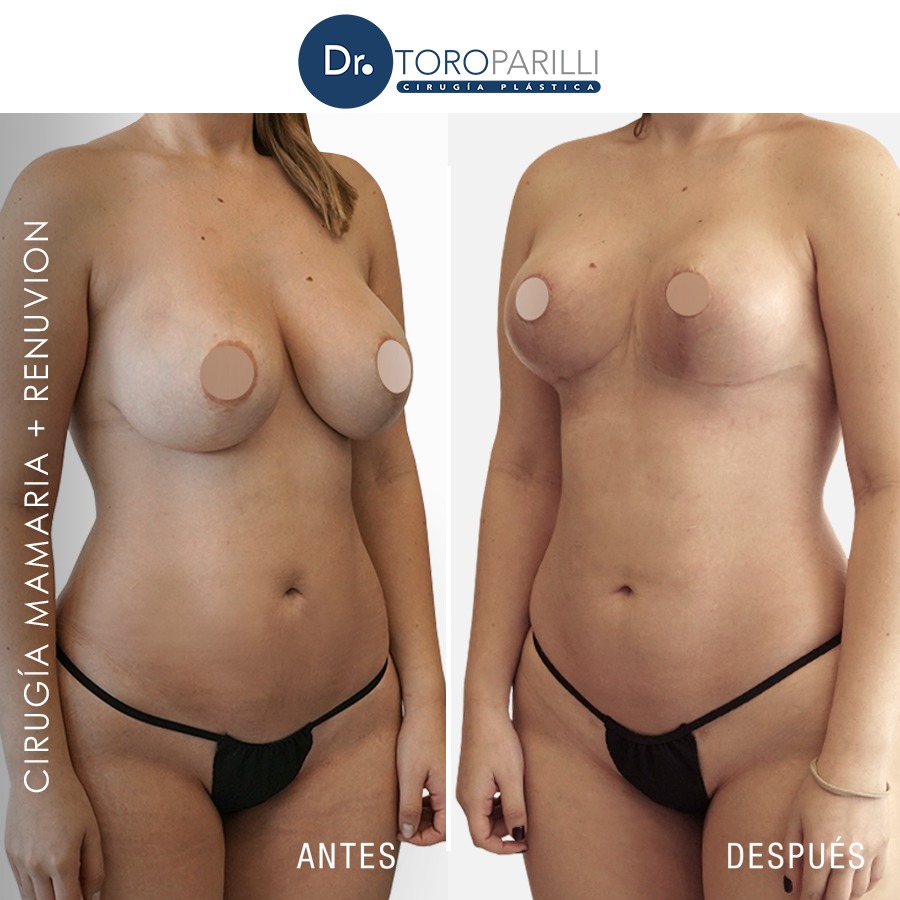 Dr. TOROPARILLI
CIRUGÍA PLÁSTICA
CIRUGÍA MAMARIA + RENUVION
ANTES
DESPUÉS